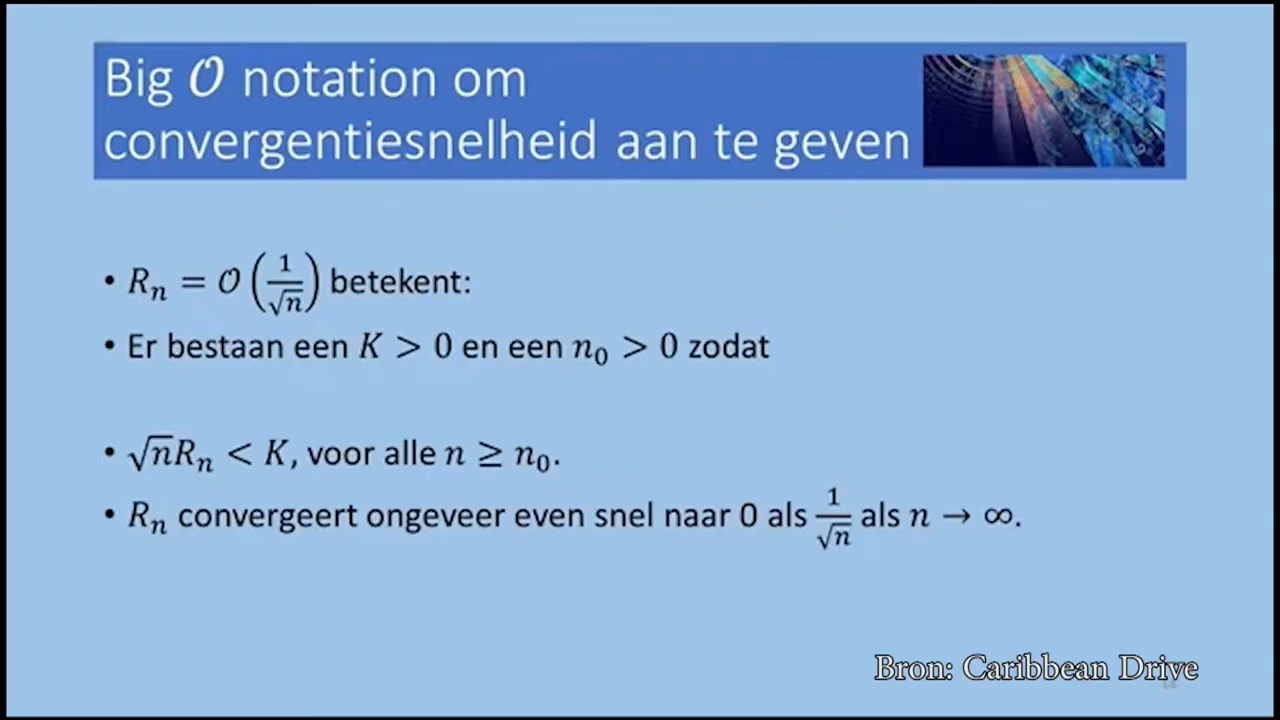 Big 𝒪 notation om
convergentiesnelheid aan te geven
• Rₙ = 𝒪(1/√n) betekent:
• Er bestaan een K > 0 en een n₀ > 0 zodat
• √nRₙ < K, voor alle n ≥ n₀.
• Rₙ convergeert ongeveer even snel naar 0 als 1/√n als n → ∞.
Bron: Caribbean Drive